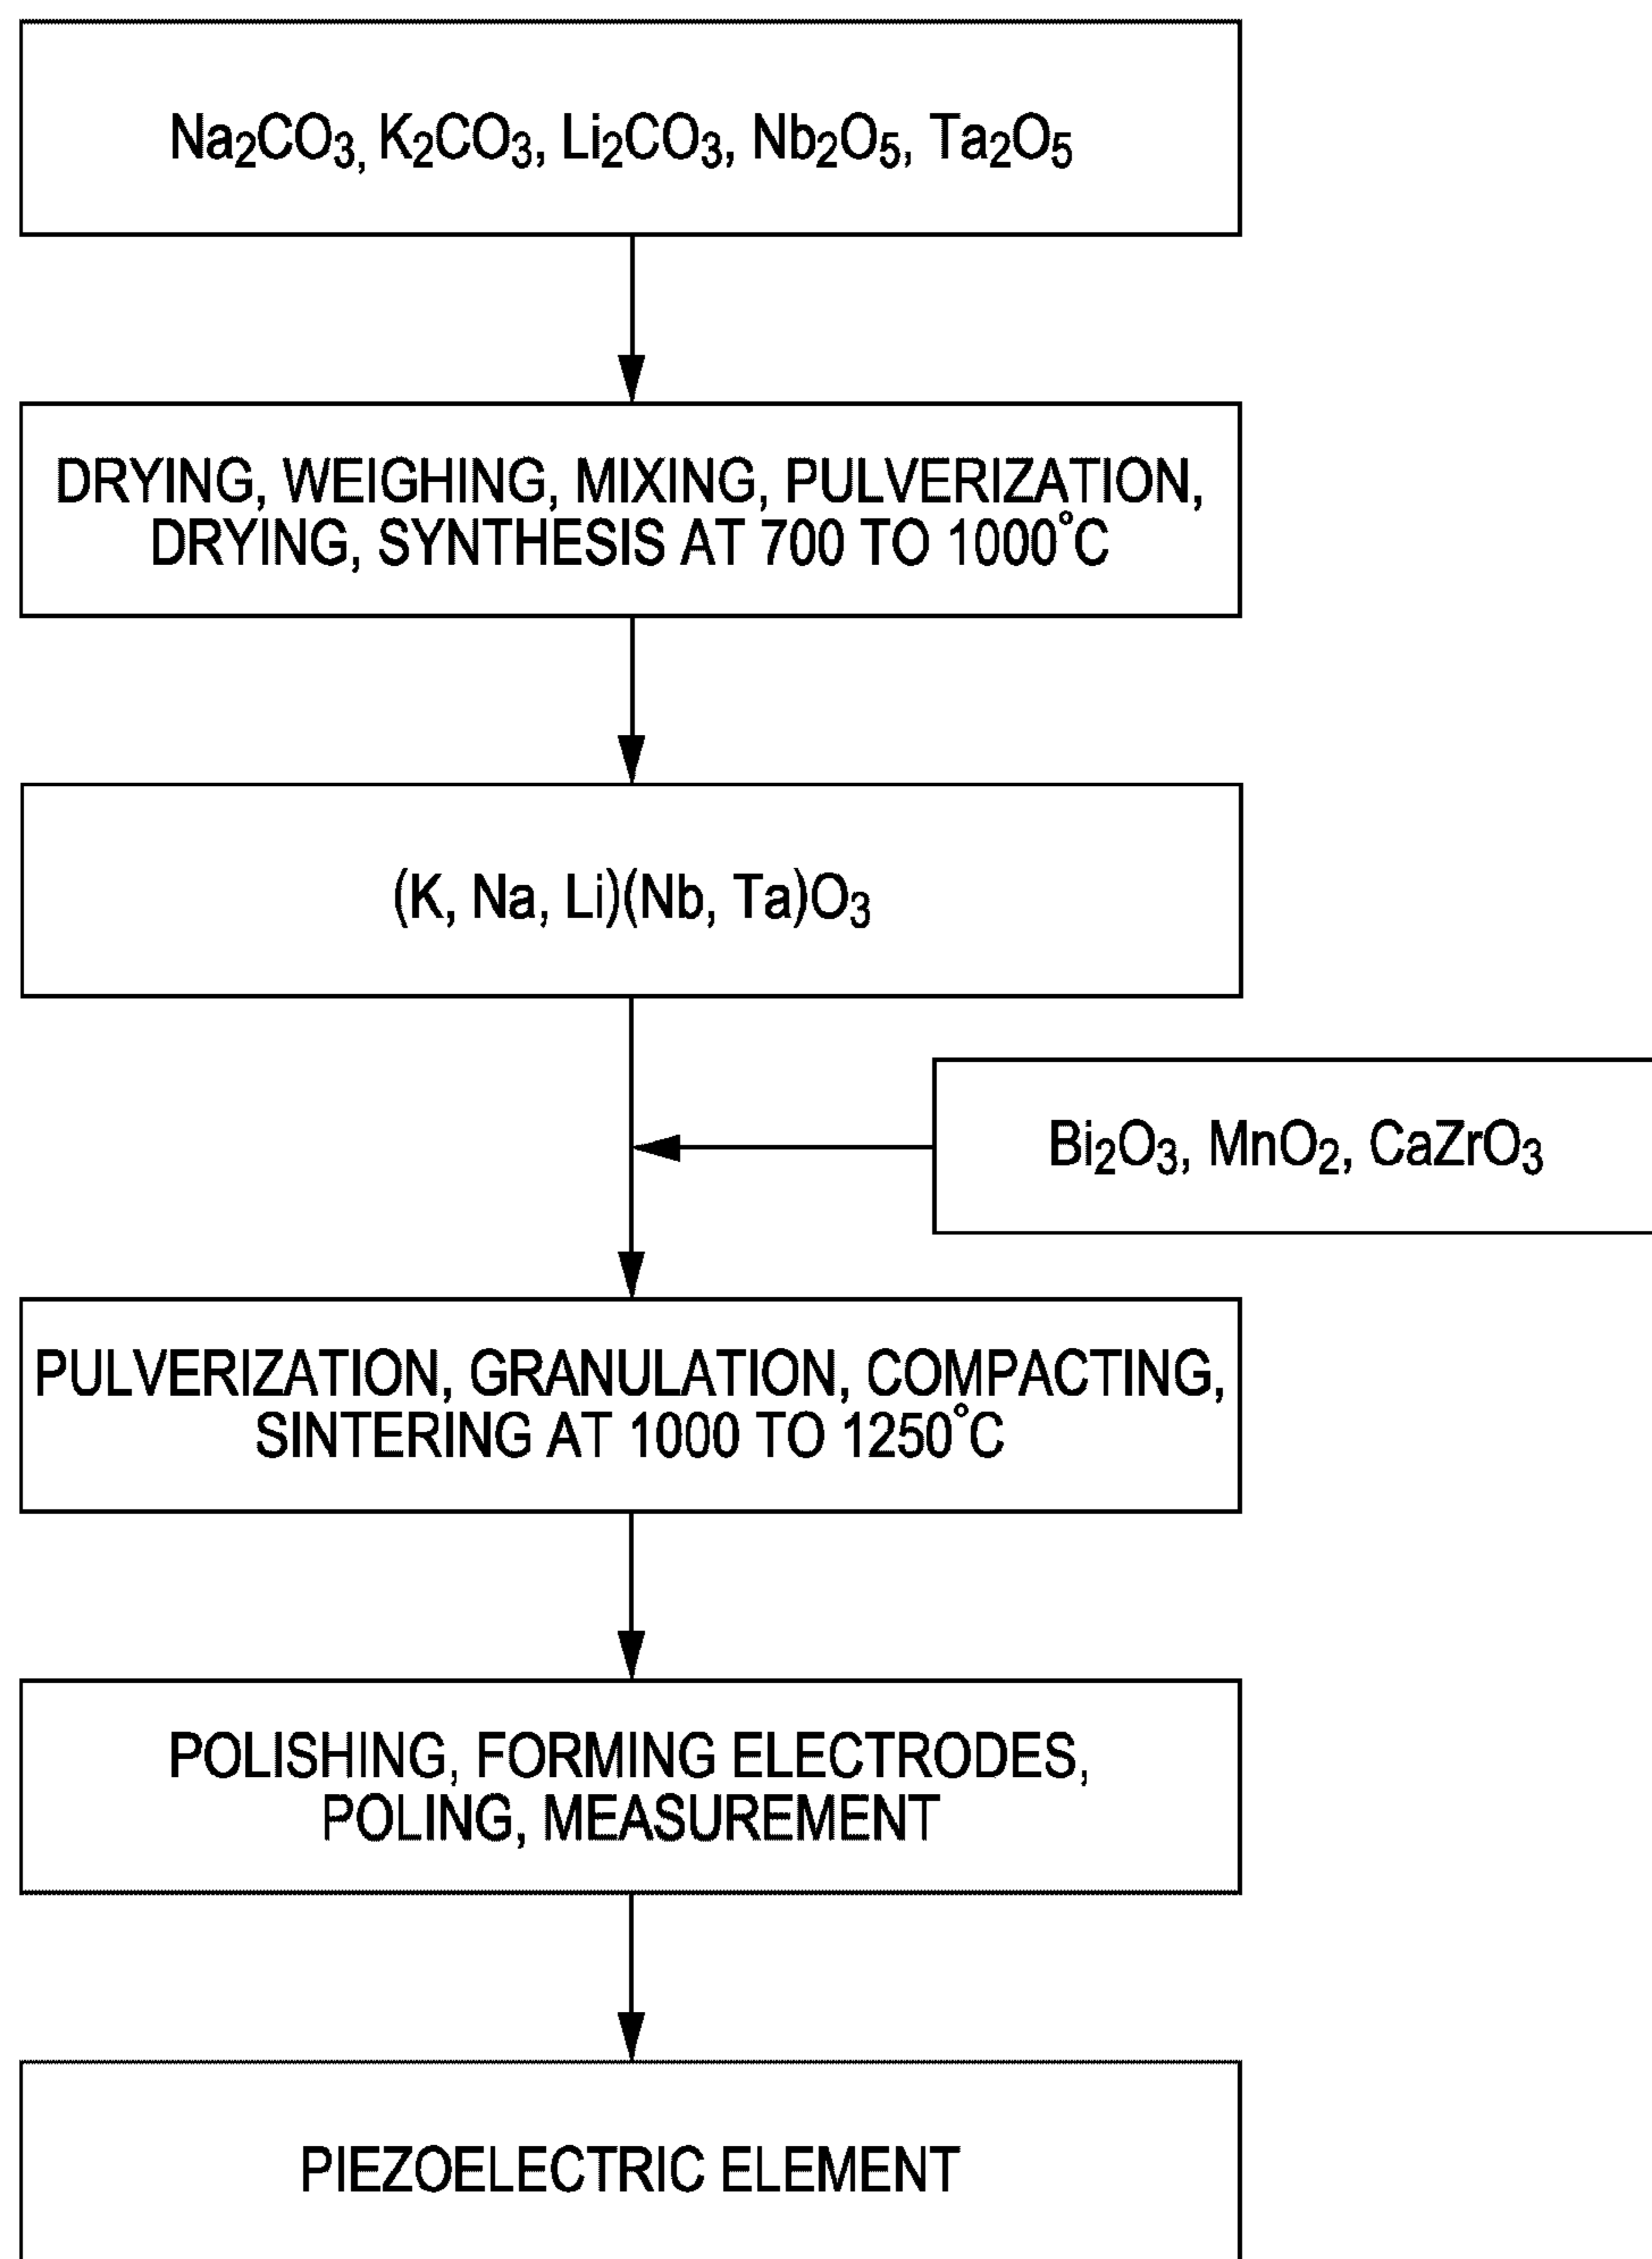 Na₂CO₃, K₂CO₃, Li₂CO₃, Nb₂O₅, Ta₂O₅
DRYING, WEIGHING, MIXING, PULVERIZATION,
DRYING, SYNTHESIS AT 700 TO 1000°C
(K, Na, Li)(Nb, Ta)O₃
Bi₂O₃, MnO₂, CaZrO₃
PULVERIZATION, GRANULATION, COMPACTING,
SINTERING AT 1000 TO 1250°C
POLISHING, FORMING ELECTRODES,
POLING, MEASUREMENT
PIEZOELECTRIC ELEMENT